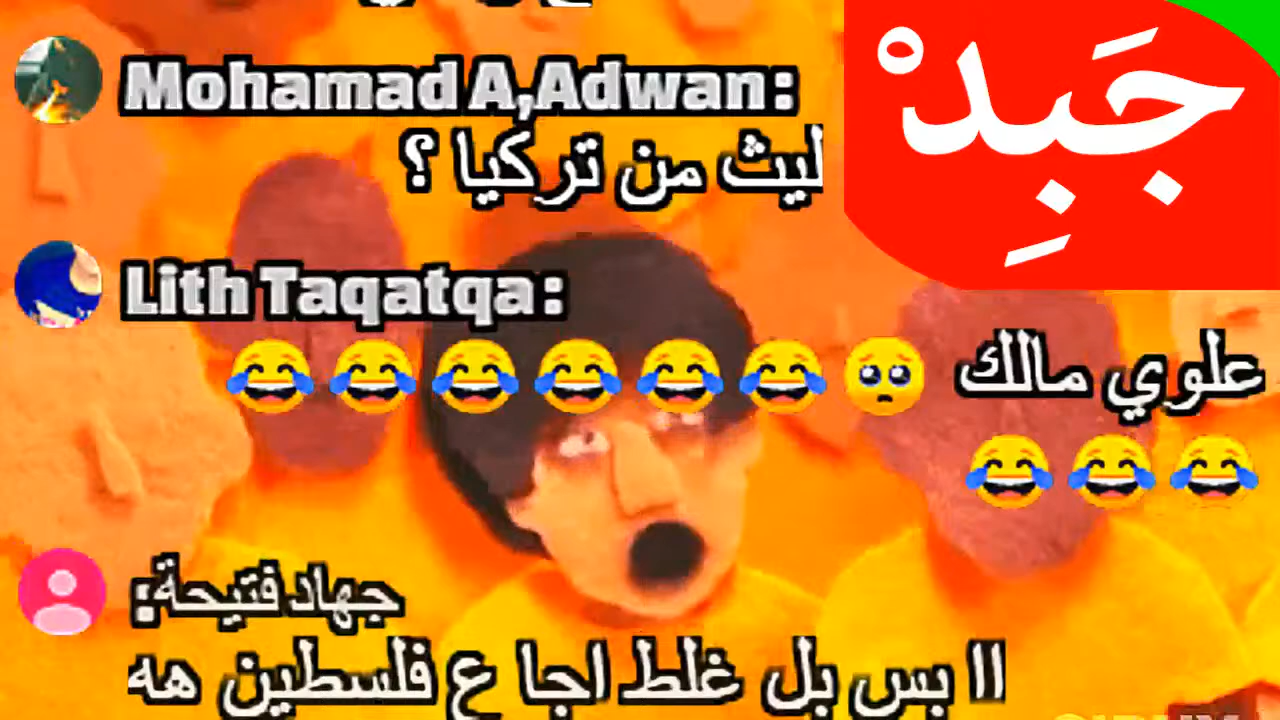 جَبِدْ
Mohamad A,Adwan:
ليث من تركيا ؟
Lith Taqatqa:
علوي مالك 🥺😂😂😂😂😂😂
😂😂😂
جهاد فتيحة:
اا بس بل غلط اجا ع فلسطين هه